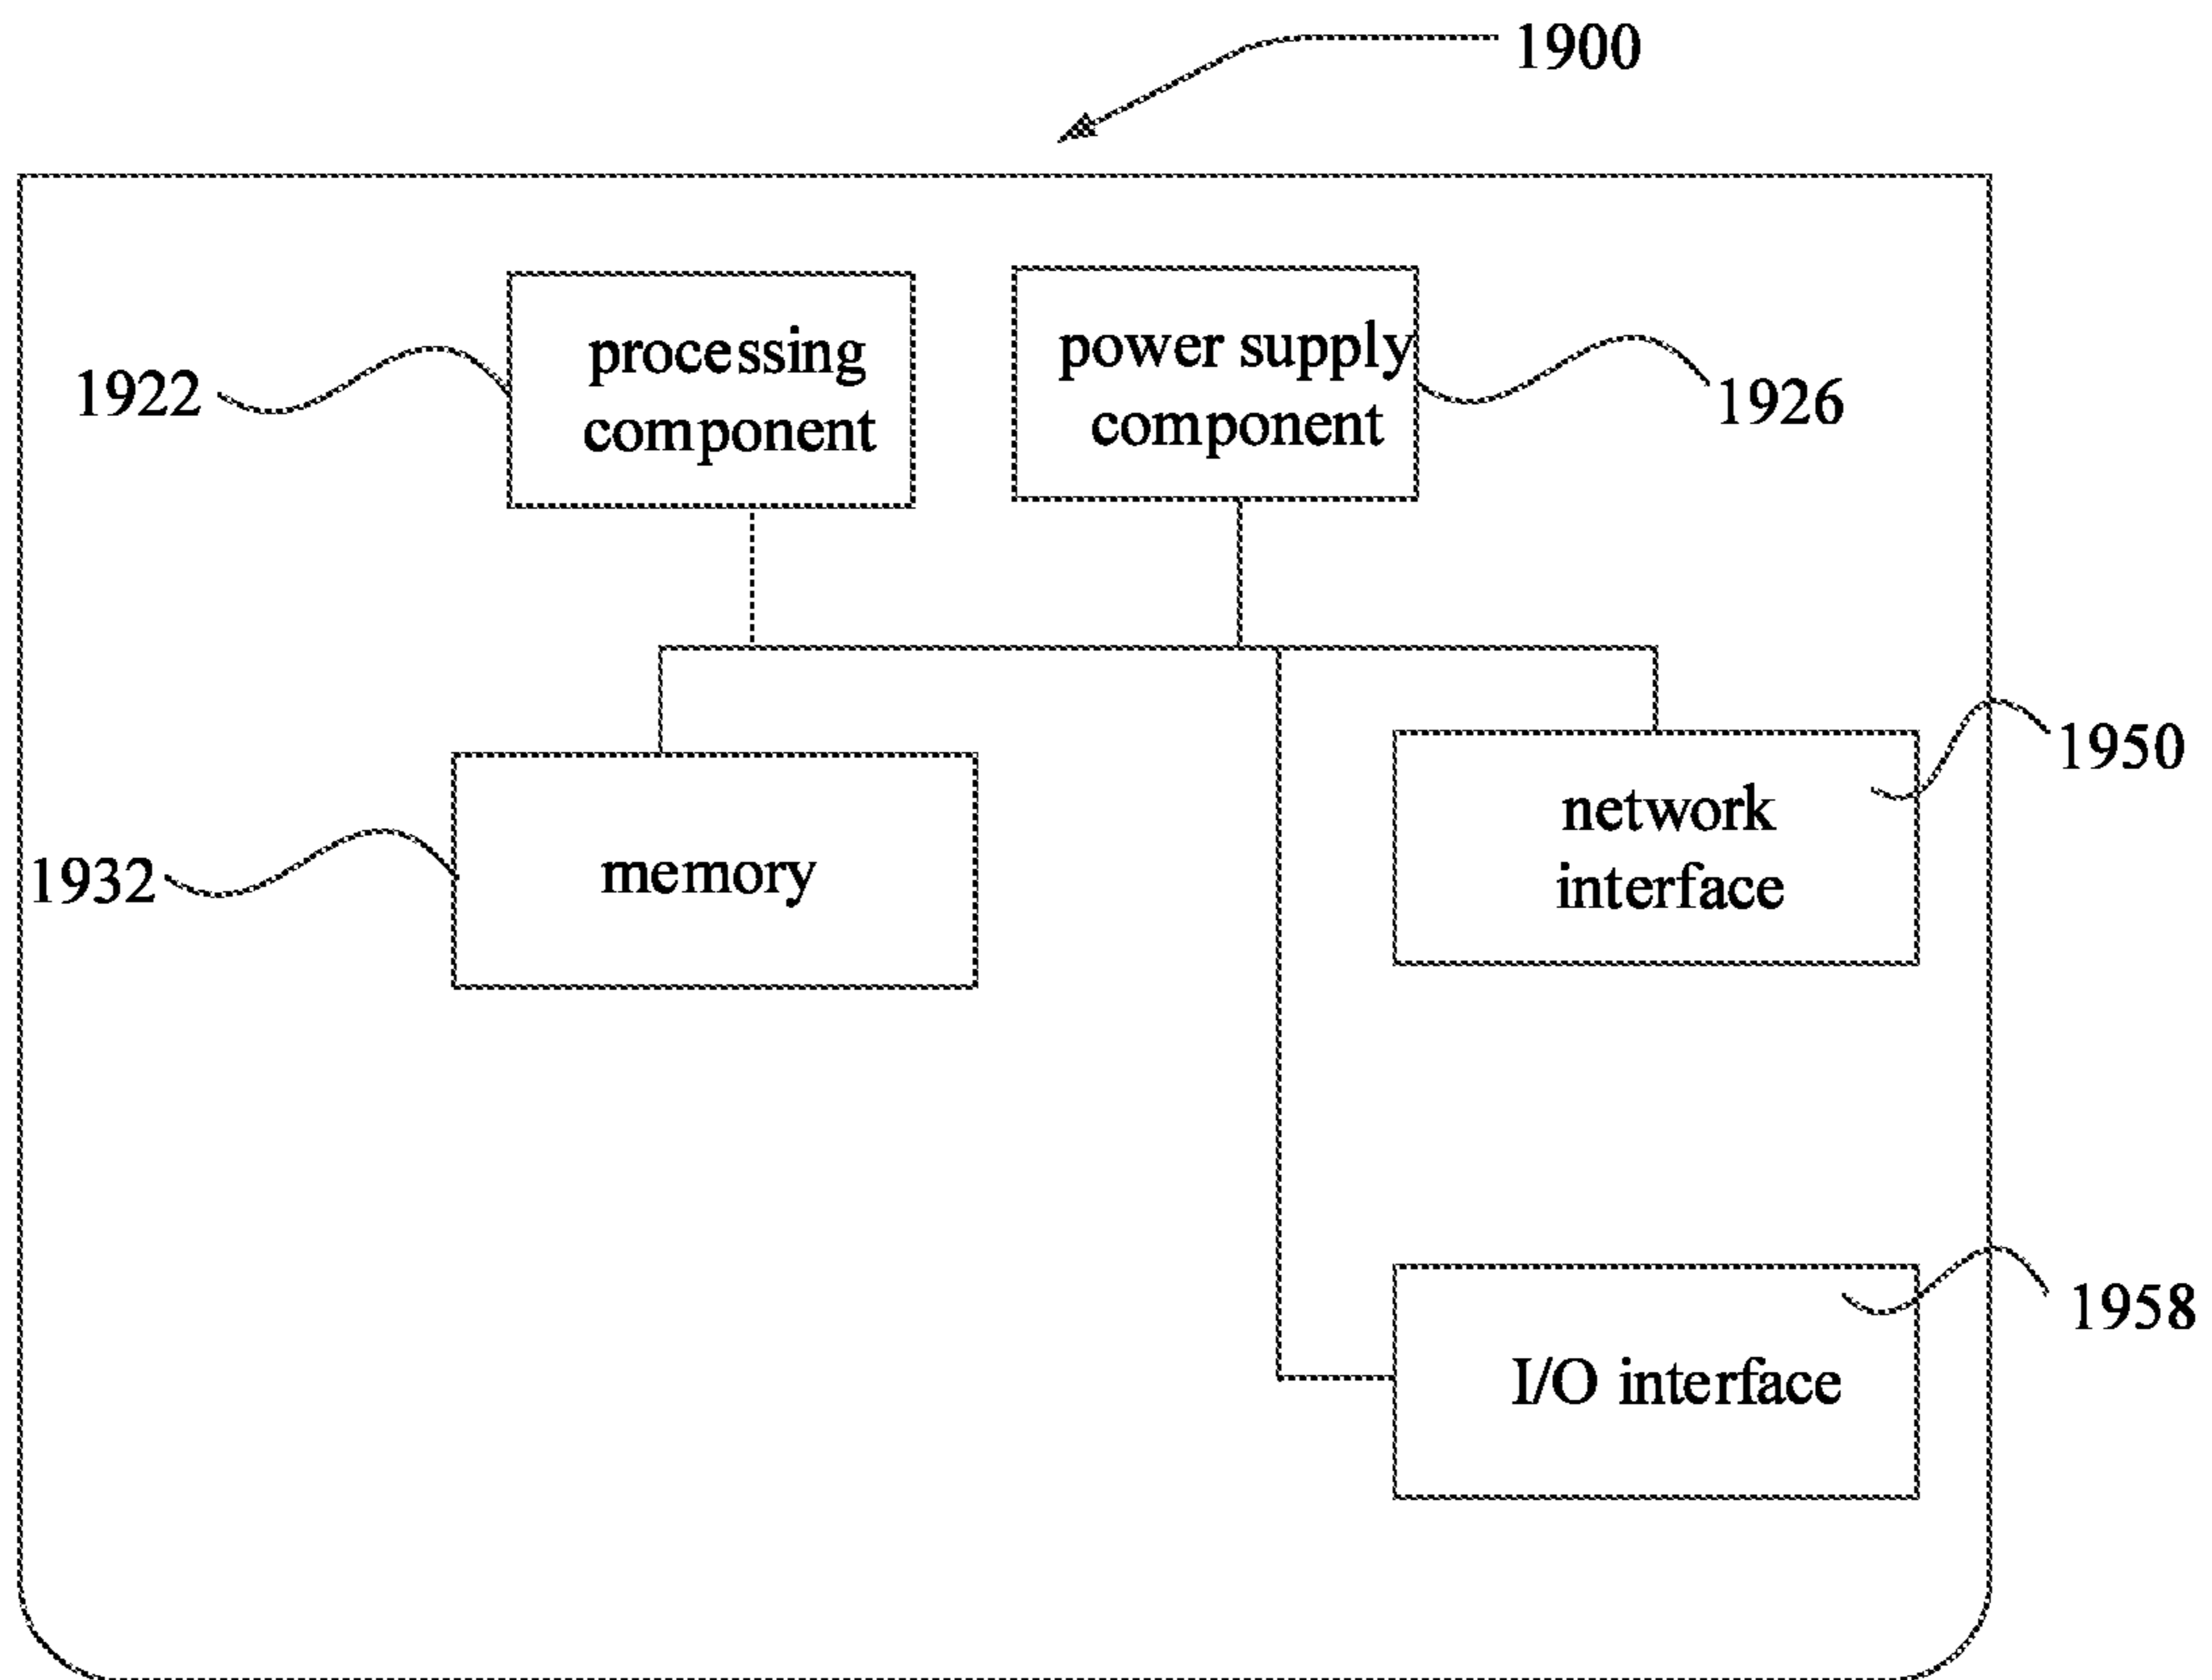 1900
processing
component
power supply
component
1922
1926
1950
network
interface
1932
memory
1958
I/O interface